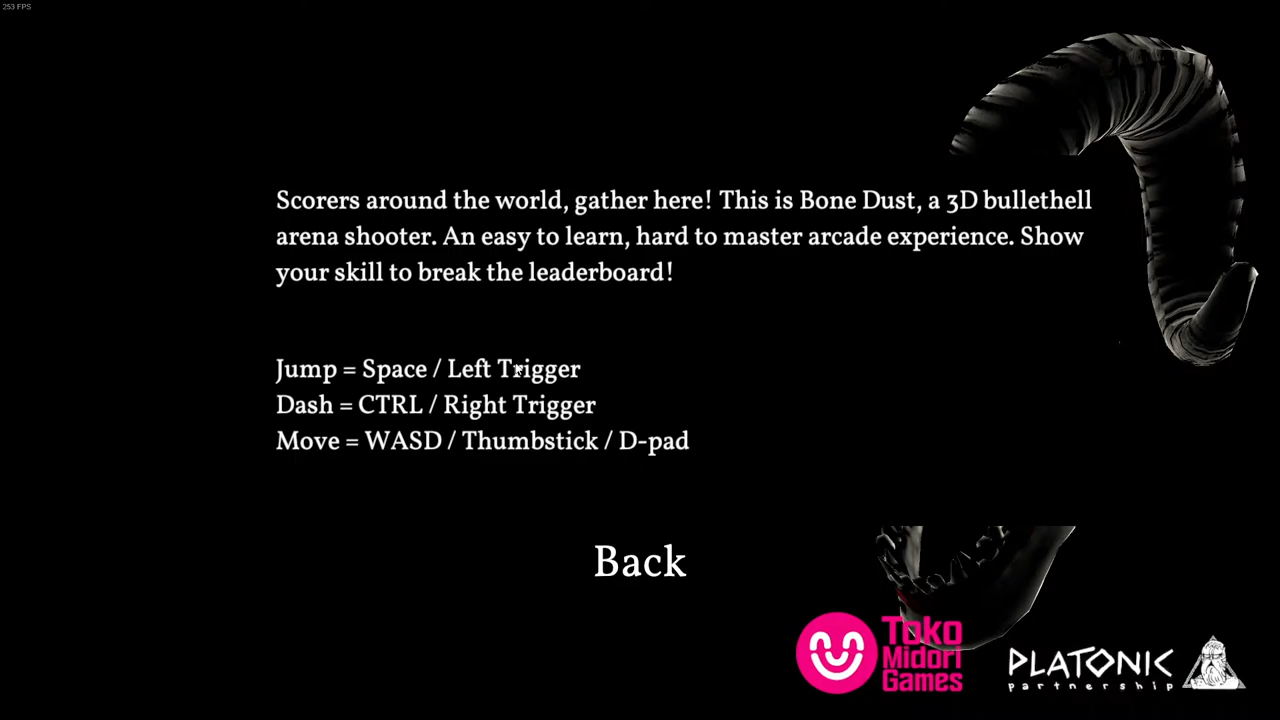 253 FPS
Scorers around the world, gather here! This is Bone Dust, a 3D bullethell
arena shooter. An easy to learn, hard to master arcade experience. Show
your skill to break the leaderboard!
Jump = Space / Left Trigger
Dash = CTRL / Right Trigger
Move = WASD / Thumbstick / D-pad
Back
Toko
Midori
Games
PLATONIC
partnership